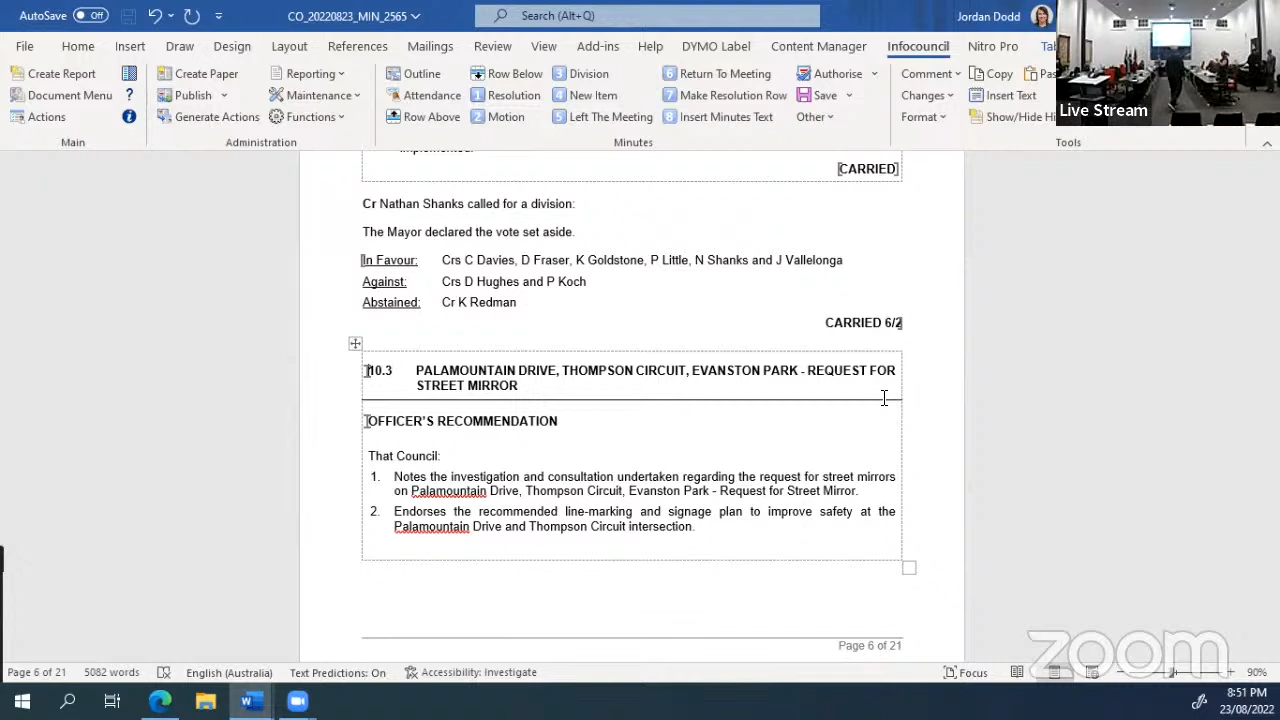 AutoSave Off CO_20220823_MIN_2565 Search (Alt+Q) Jordan Dodd
File Home Insert Draw Design Layout References Mailings Review View Add-ins Help DYMO Label Content Manager Infocouncil Nitro Pro
Create Report Create Paper Reporting Outline Row Below 3 Division 6 Return To Meeting Authorise Comment Copy
Document Menu ? Publish Maintenance Attendance 1 Resolution 4 New Item 7 Make Resolution Row Save Changes Insert Text
Actions Generate Actions Functions Row Above 2 Motion 5 Left The Meeting 8 Insert Minutes Text Other Format
Main Administration Minutes Tools
Live Stream
CARRIED
Cr Nathan Shanks called for a division:
The Mayor declared the vote set aside.
In Favour: Crs C Davies, D Fraser, K Goldstone, P Little, N Shanks and J Vallelonga
Against: Crs D Hughes and P Koch
Abstained: Cr K Redman
CARRIED 6/2
10.3 PALAMOUNTAIN DRIVE, THOMPSON CIRCUIT, EVANSTON PARK - REQUEST FOR
STREET MIRROR
OFFICER'S RECOMMENDATION
That Council:
1. Notes the investigation and consultation undertaken regarding the request for street mirrors
on Palamountain Drive, Thompson Circuit, Evanston Park - Request for Street Mirror.
2. Endorses the recommended line-marking and signage plan to improve safety at the
Palamountain Drive and Thompson Circuit intersection.
Page 6 of 21
zoom
Page 6 of 21 5082 words English (Australia) Text Predictions: On Accessibility: Investigate Focus 90%
8:51 PM
23/08/2022